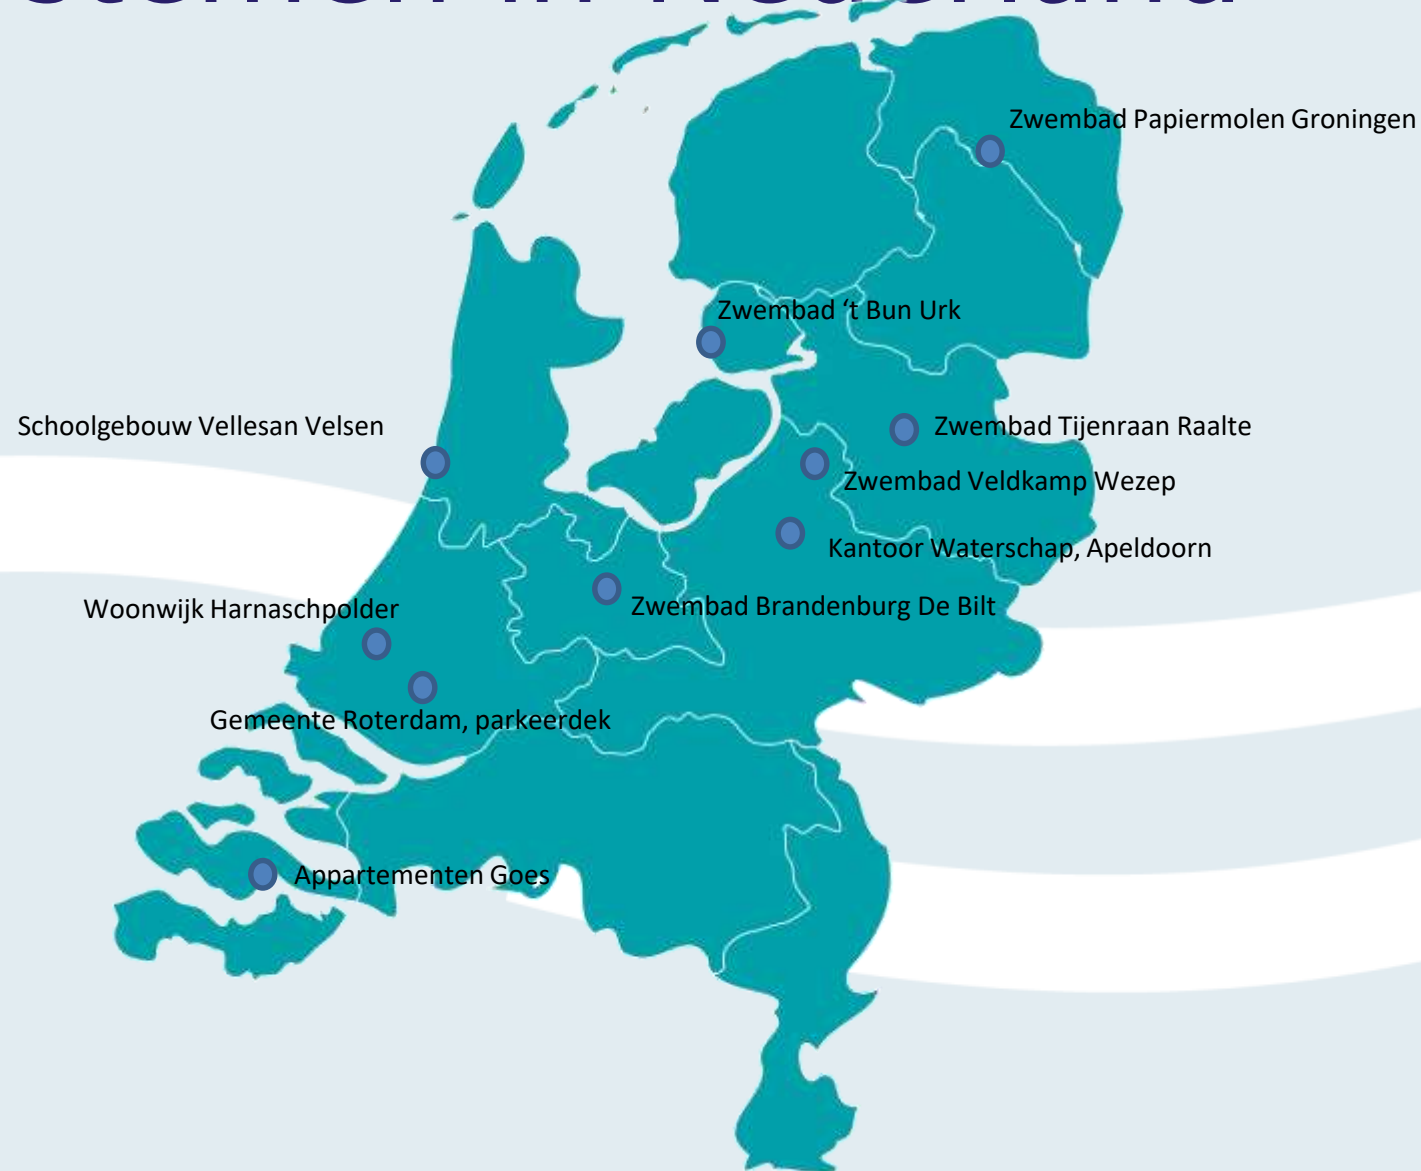 Zwembad Papiermolen Groningen
Zwembad ‘t Bun Urk
Schoolgebouw Vellesan Velsen
Zwembad Tijenraan Raalte
Zwembad Veldkamp Wezep
Kantoor Waterschap, Apeldoorn
Woonwijk Harnaschpolder
Zwembad Brandenburg De Bilt
Gemeente Roterdam, parkeerdek
Appartementen Goes